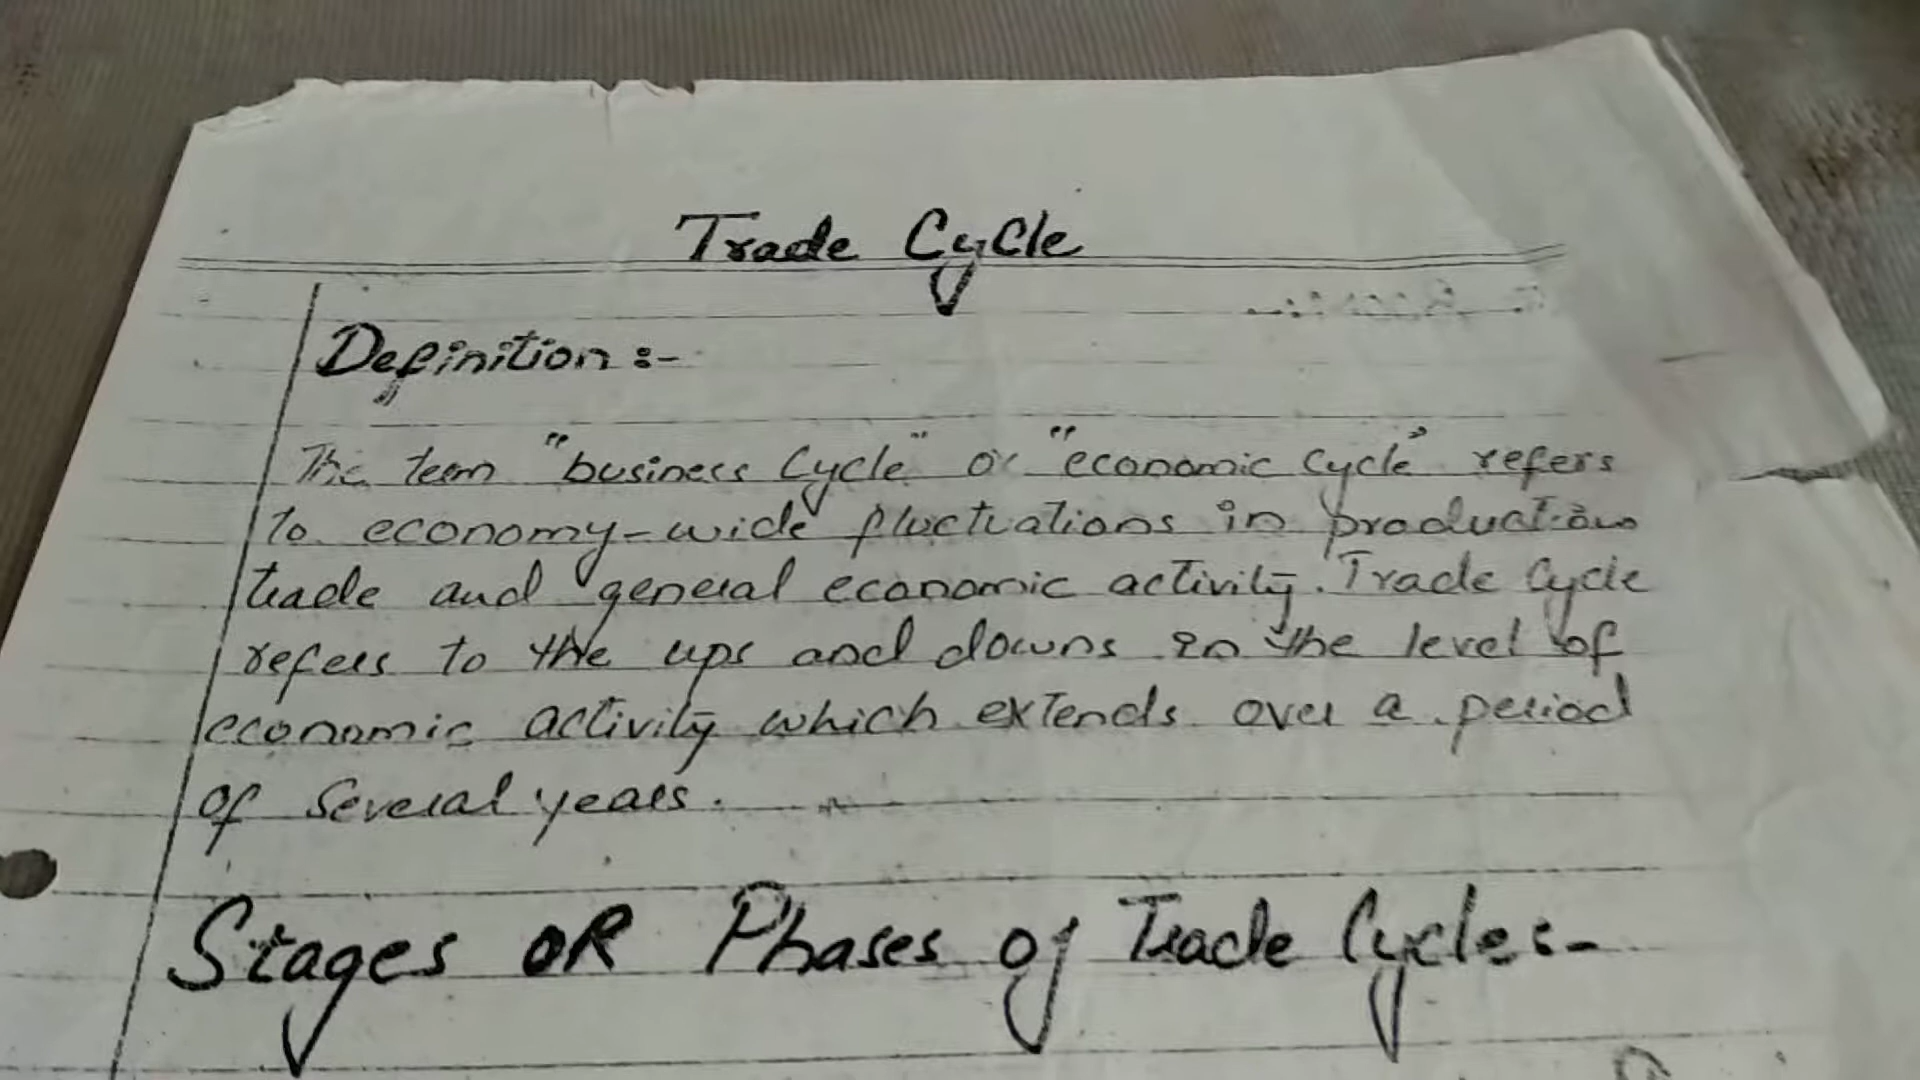 Trade Cycle
Definition :-
The term "business Cycle" or "economic Cycle" refers
to economy-wide fluctuations in production
trade and general economic activity. Trade Cycle
refers to the ups and downs in the level of
economic activity which extends over a period
of Several years.
Stages OR Phases of Trade Cycle:-